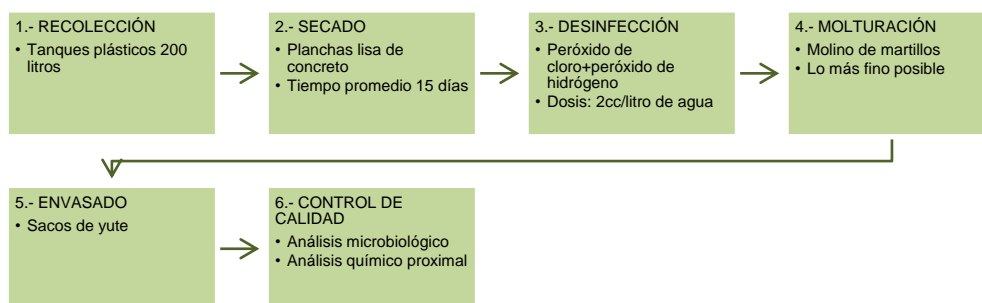 1.- RECOLECCIÓN
• Tanques plásticos 200
litros
2.- SECADO
• Planchas lisa de
concreto
• Tiempo promedio 15 días
3.- DESINFECCIÓN
• Peróxido de
cloro+peróxido de
hidrógeno
• Dosis: 2cc/litro de agua
4.- MOLTURACIÓN
• Molino de martillos
• Lo más fino posible
5.- ENVASADO
• Sacos de yute
6.- CONTROL DE
CALIDAD
• Análisis microbiológico
• Análisis químico proximal